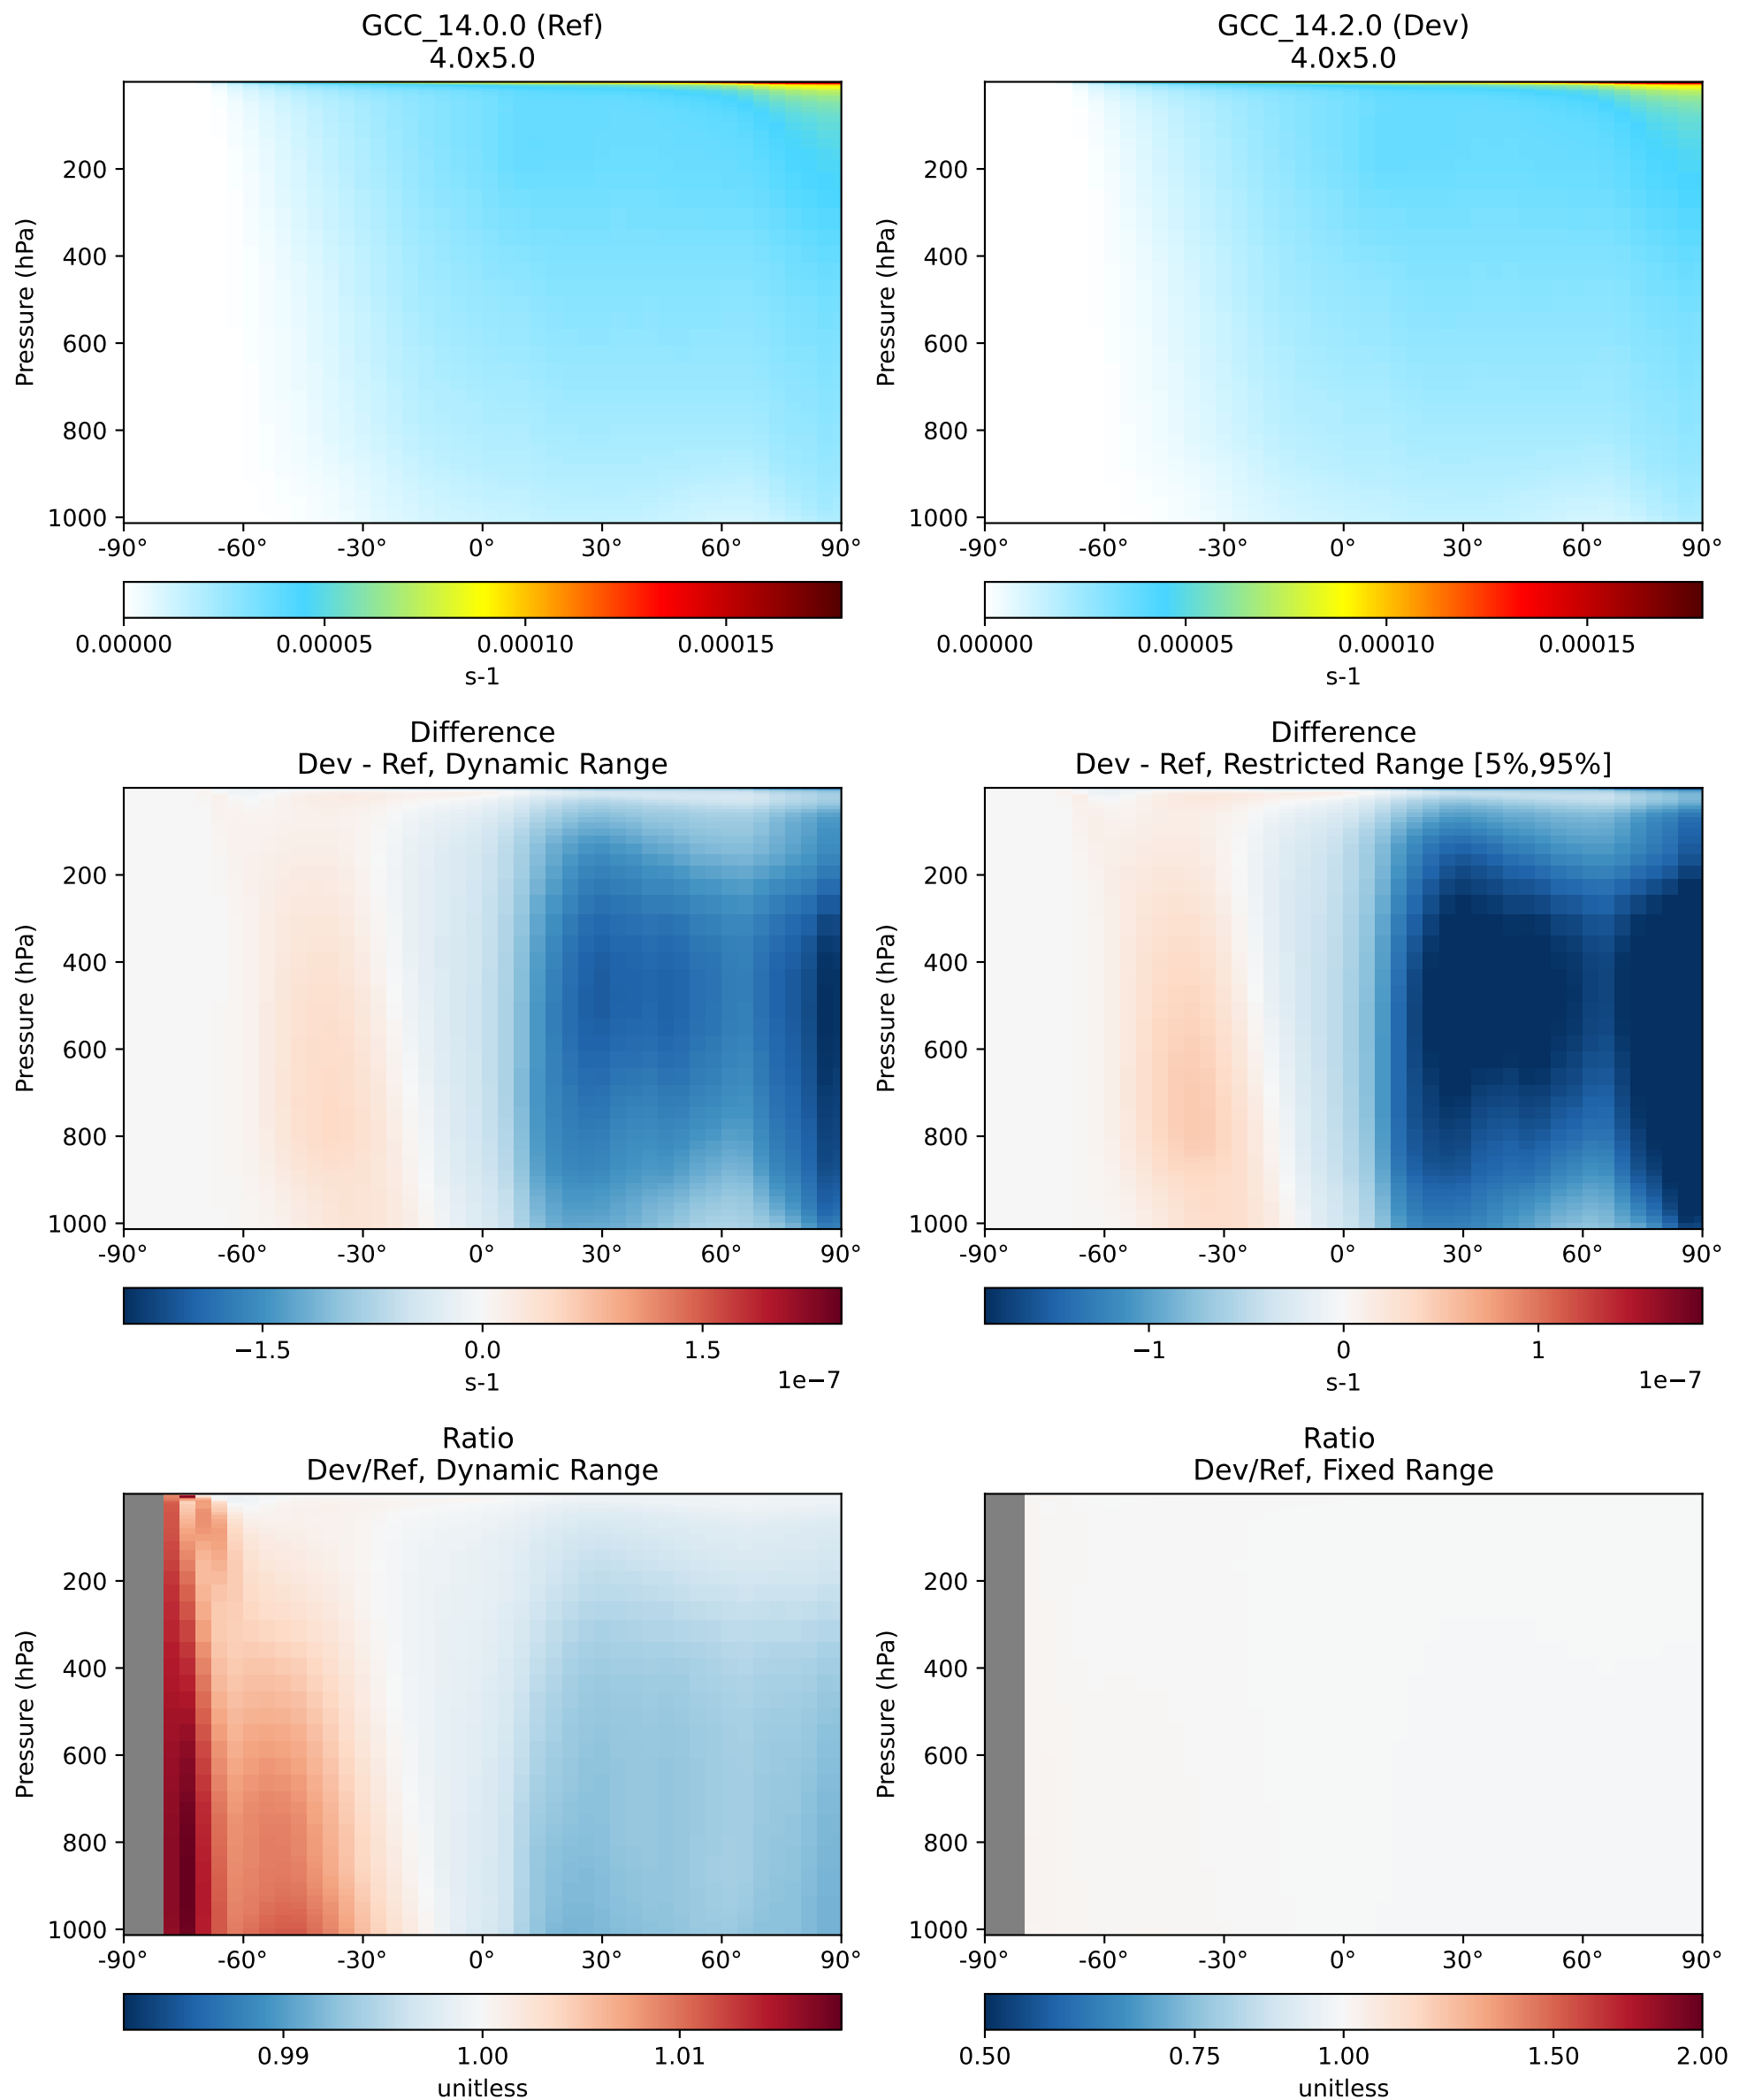 GCC_14.0.0 (Ref)
4.0x5.0
GCC_14.2.0 (Dev)
4.0x5.0
Pressure (hPa)
200
400
600
800
1000
-90° -60° -30° 0° 30° 60° 90°
0.00000 0.00005 0.00010 0.00015
s-1
Pressure (hPa)
200
400
600
800
1000
-90° -60° -30° 0° 30° 60° 90°
0.00000 0.00005 0.00010 0.00015
s-1
Difference
Dev - Ref, Dynamic Range
Pressure (hPa)
200
400
600
800
1000
-90° -60° -30° 0° 30° 60° 90°
−1.5 0.0 1.5
s-1 1e−7
Difference
Dev - Ref, Restricted Range [5%,95%]
Pressure (hPa)
200
400
600
800
1000
-90° -60° -30° 0° 30° 60° 90°
−1 0 1
s-1 1e−7
Ratio
Dev/Ref, Dynamic Range
Pressure (hPa)
200
400
600
800
1000
-90° -60° -30° 0° 30° 60° 90°
0.99 1.00 1.01
unitless
Ratio
Dev/Ref, Fixed Range
Pressure (hPa)
200
400
600
800
1000
-90° -60° -30° 0° 30° 60° 90°
0.50 0.75 1.00 1.50 2.00
unitless